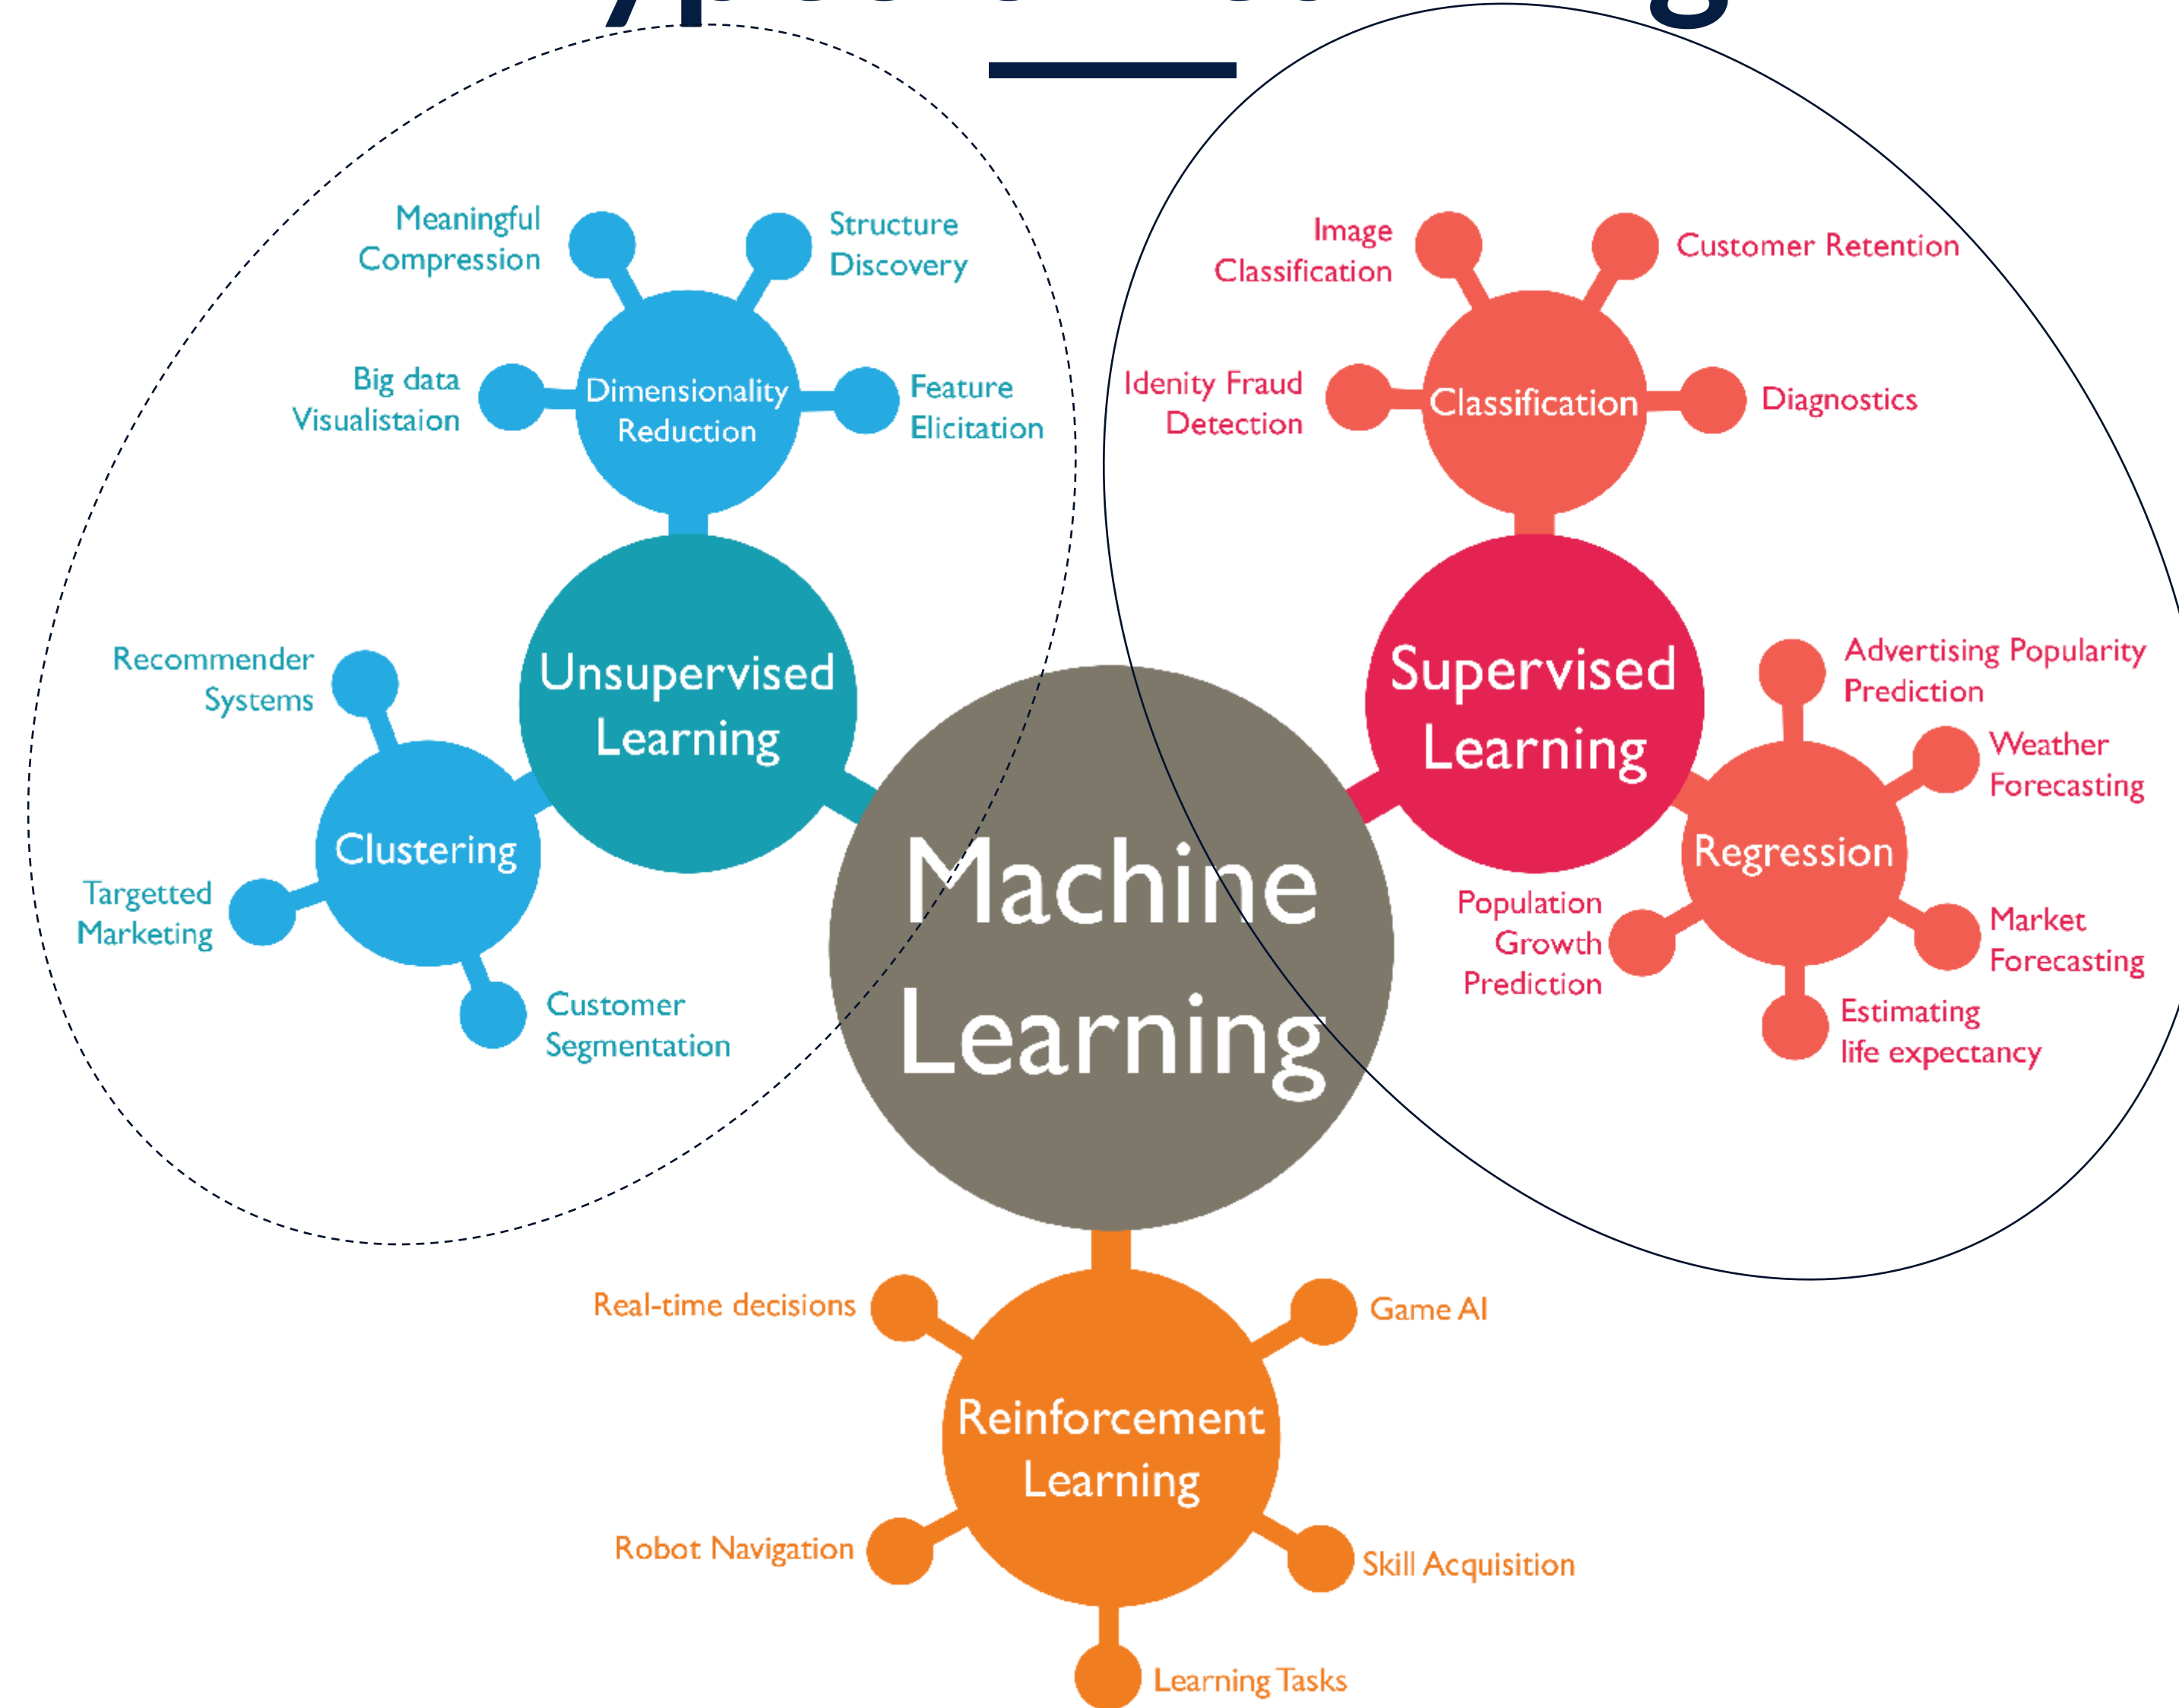 Meaningful
Compression
Structure
Discovery
Big data
Visualistaion
Dimensionality
Reduction
Feature
Elicitation
Unsupervised
Learning
Recommender
Systems
Clustering
Targetted
Marketing
Customer
Segmentation
Image
Classification
Customer Retention
Idenity Fraud
Detection
Classification
Diagnostics
Supervised
Learning
Advertising Popularity
Prediction
Weather
Forecasting
Regression
Population
Growth
Prediction
Market
Forecasting
Estimating
life expectancy
Machine
Learning
Real-time decisions
Game AI
Reinforcement
Learning
Robot Navigation
Skill Acquisition
Learning Tasks